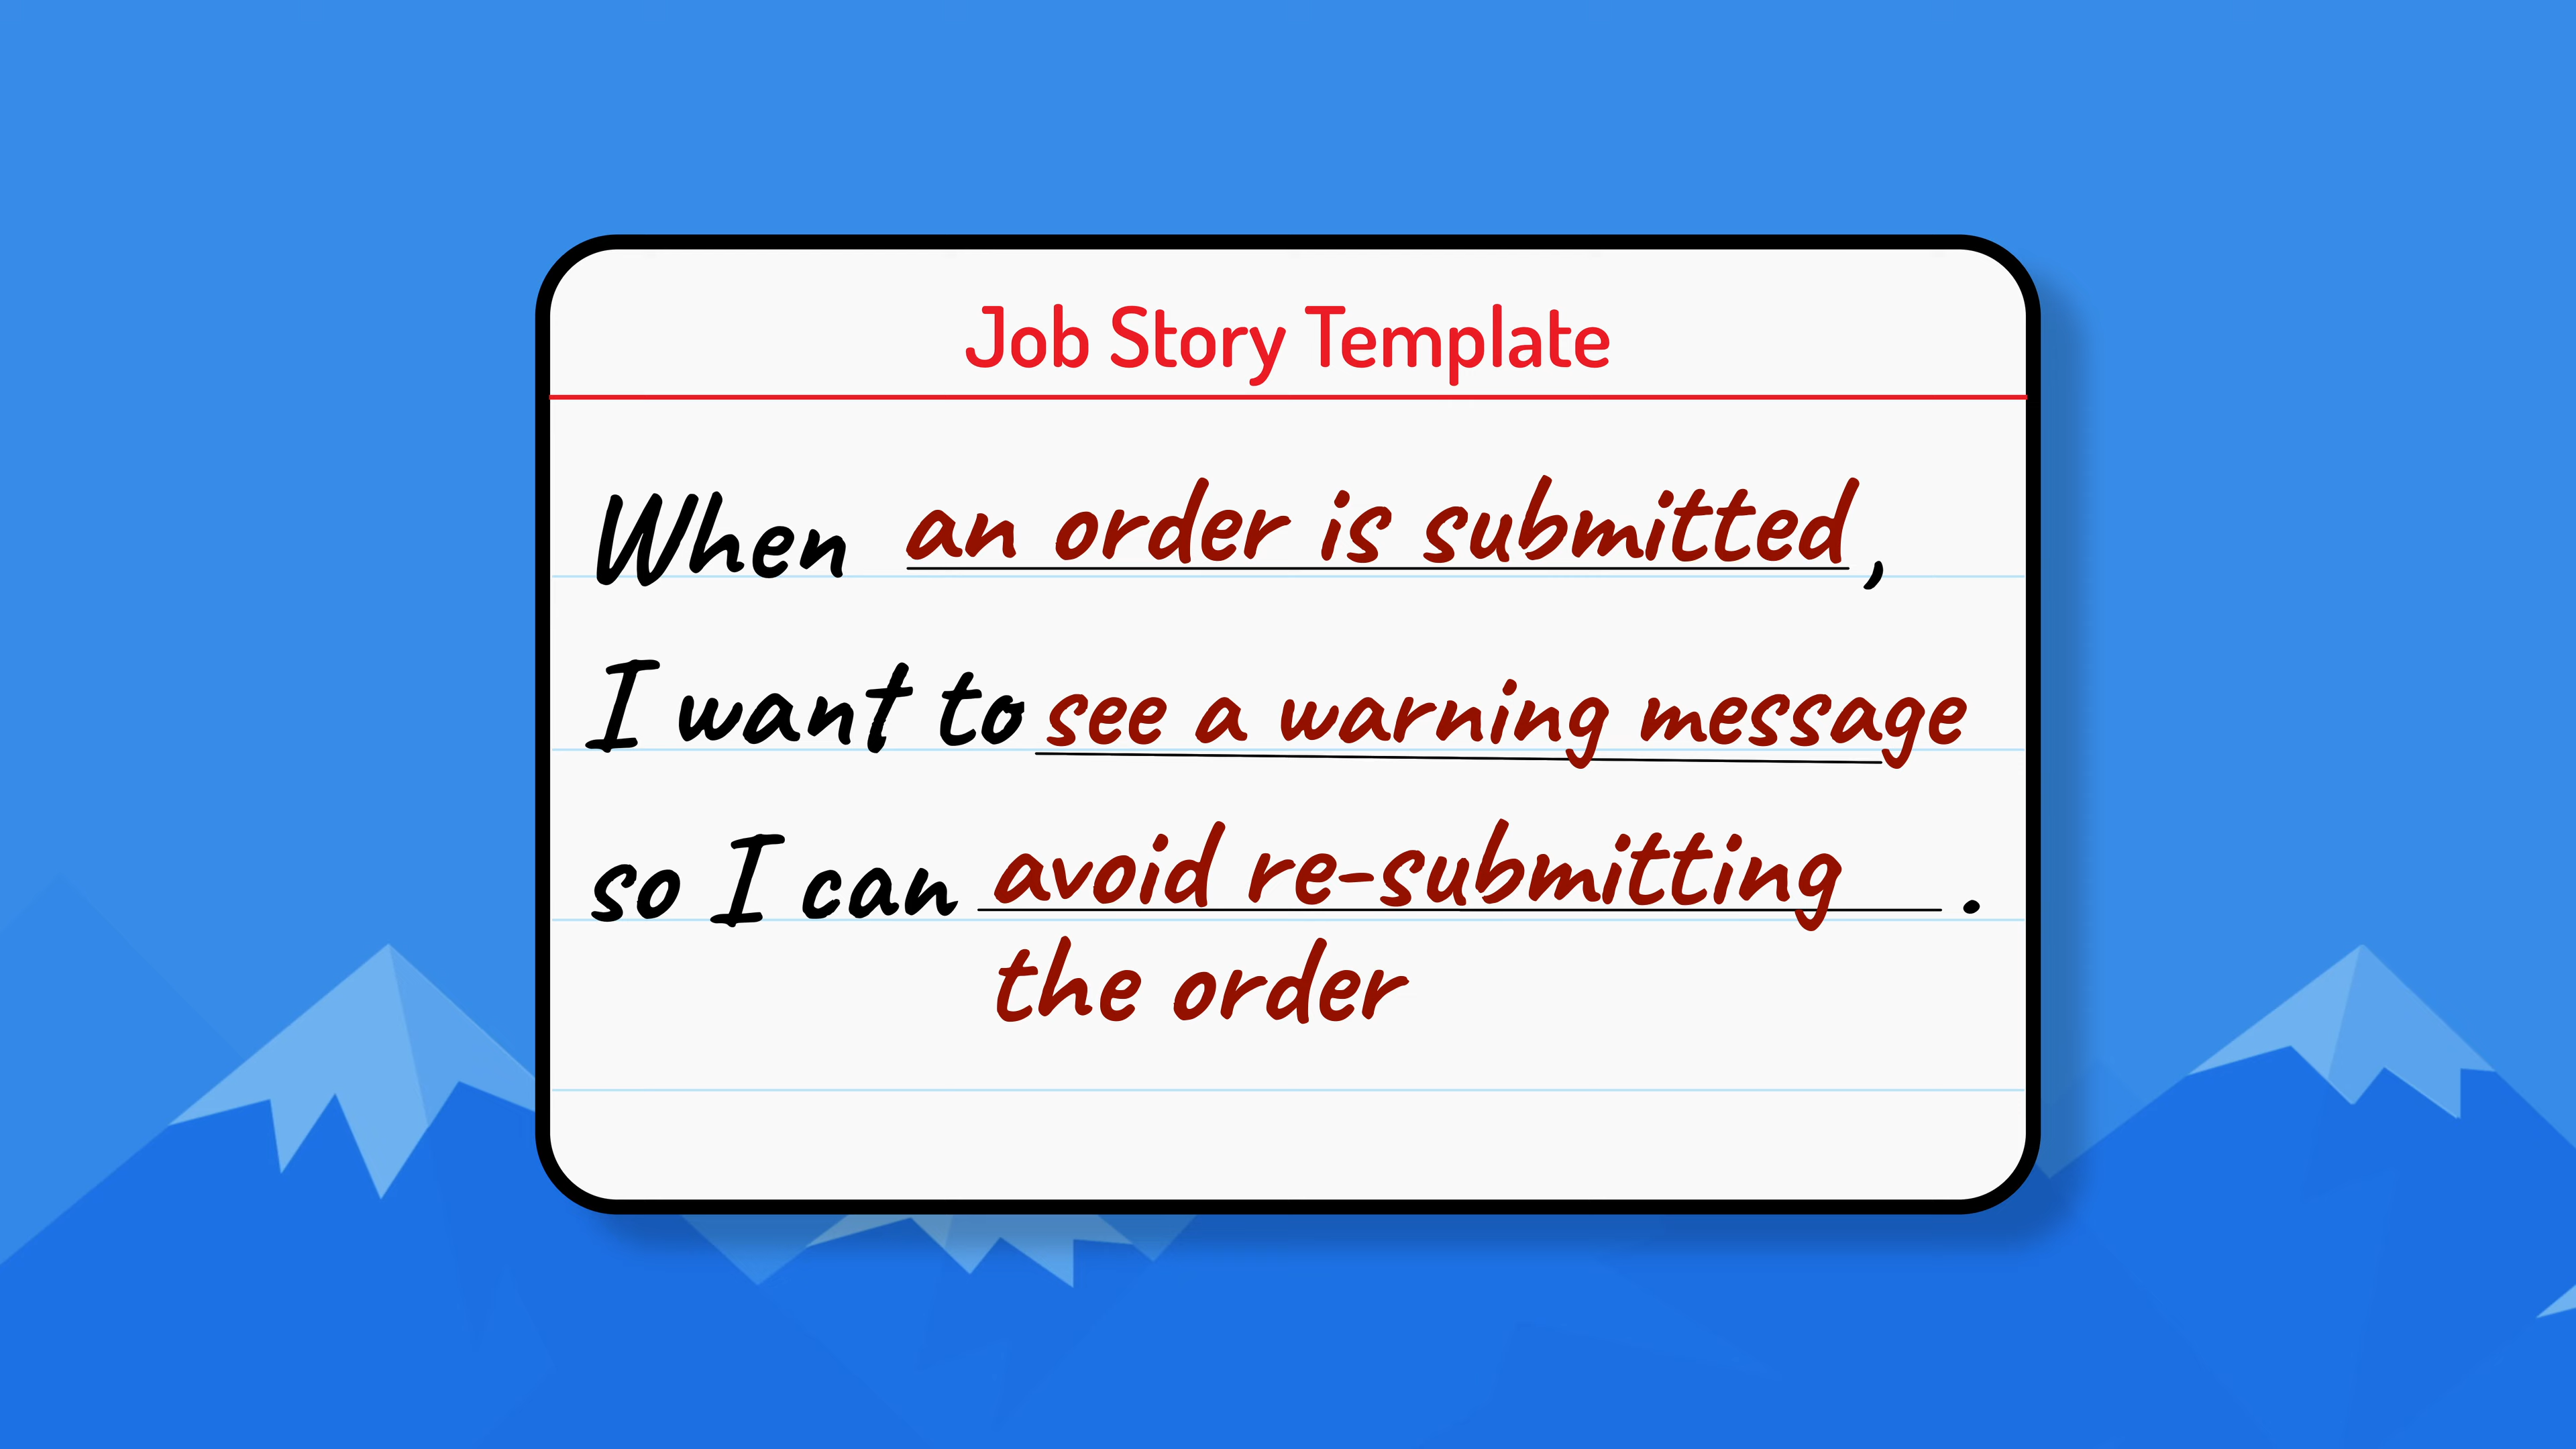 Job Story Template
When an order is submitted,
I want to see a warning message
so I can avoid re-submitting .
the order